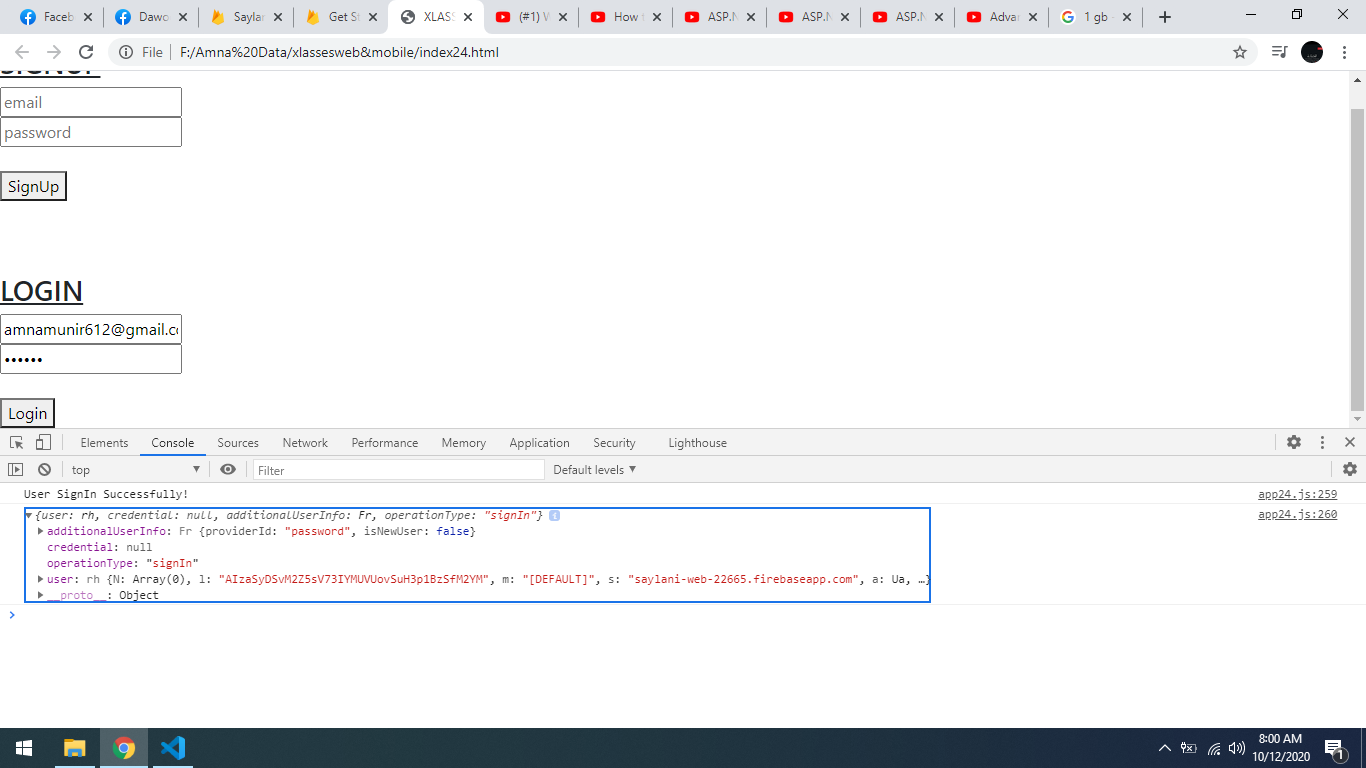 Faceb
Dawo
Saylan
Get St
XLASS
(#1) W
How t
ASP.N
ASP.N
ASP.N
Advan
1 gb -
File F:/Amna%20Data/xlassesweb&mobile/index24.html
SIGNUP
email
password
SignUp
LOGIN
amnamunir612@gmail.co
••••••
Login
Elements Console Sources Network Performance Memory Application Security Lighthouse
top Filter Default levels
User SignIn Successfully! app24.js:259
{user: rh, credential: null, additionalUserInfo: Fr, operationType: "signIn"} app24.js:260
additionalUserInfo: Fr {providerId: "password", isNewUser: false}
credential: null
operationType: "signIn"
user: rh {N: Array(0), l: "AIzaSyDSvM2Z5sV73IYMUVUovSuH3p1BzSfM2YM", m: "[DEFAULT]", s: "saylani-web-22665.firebaseapp.com", a: Ua, …}
__proto__: Object
8:00 AM
10/12/2020
1